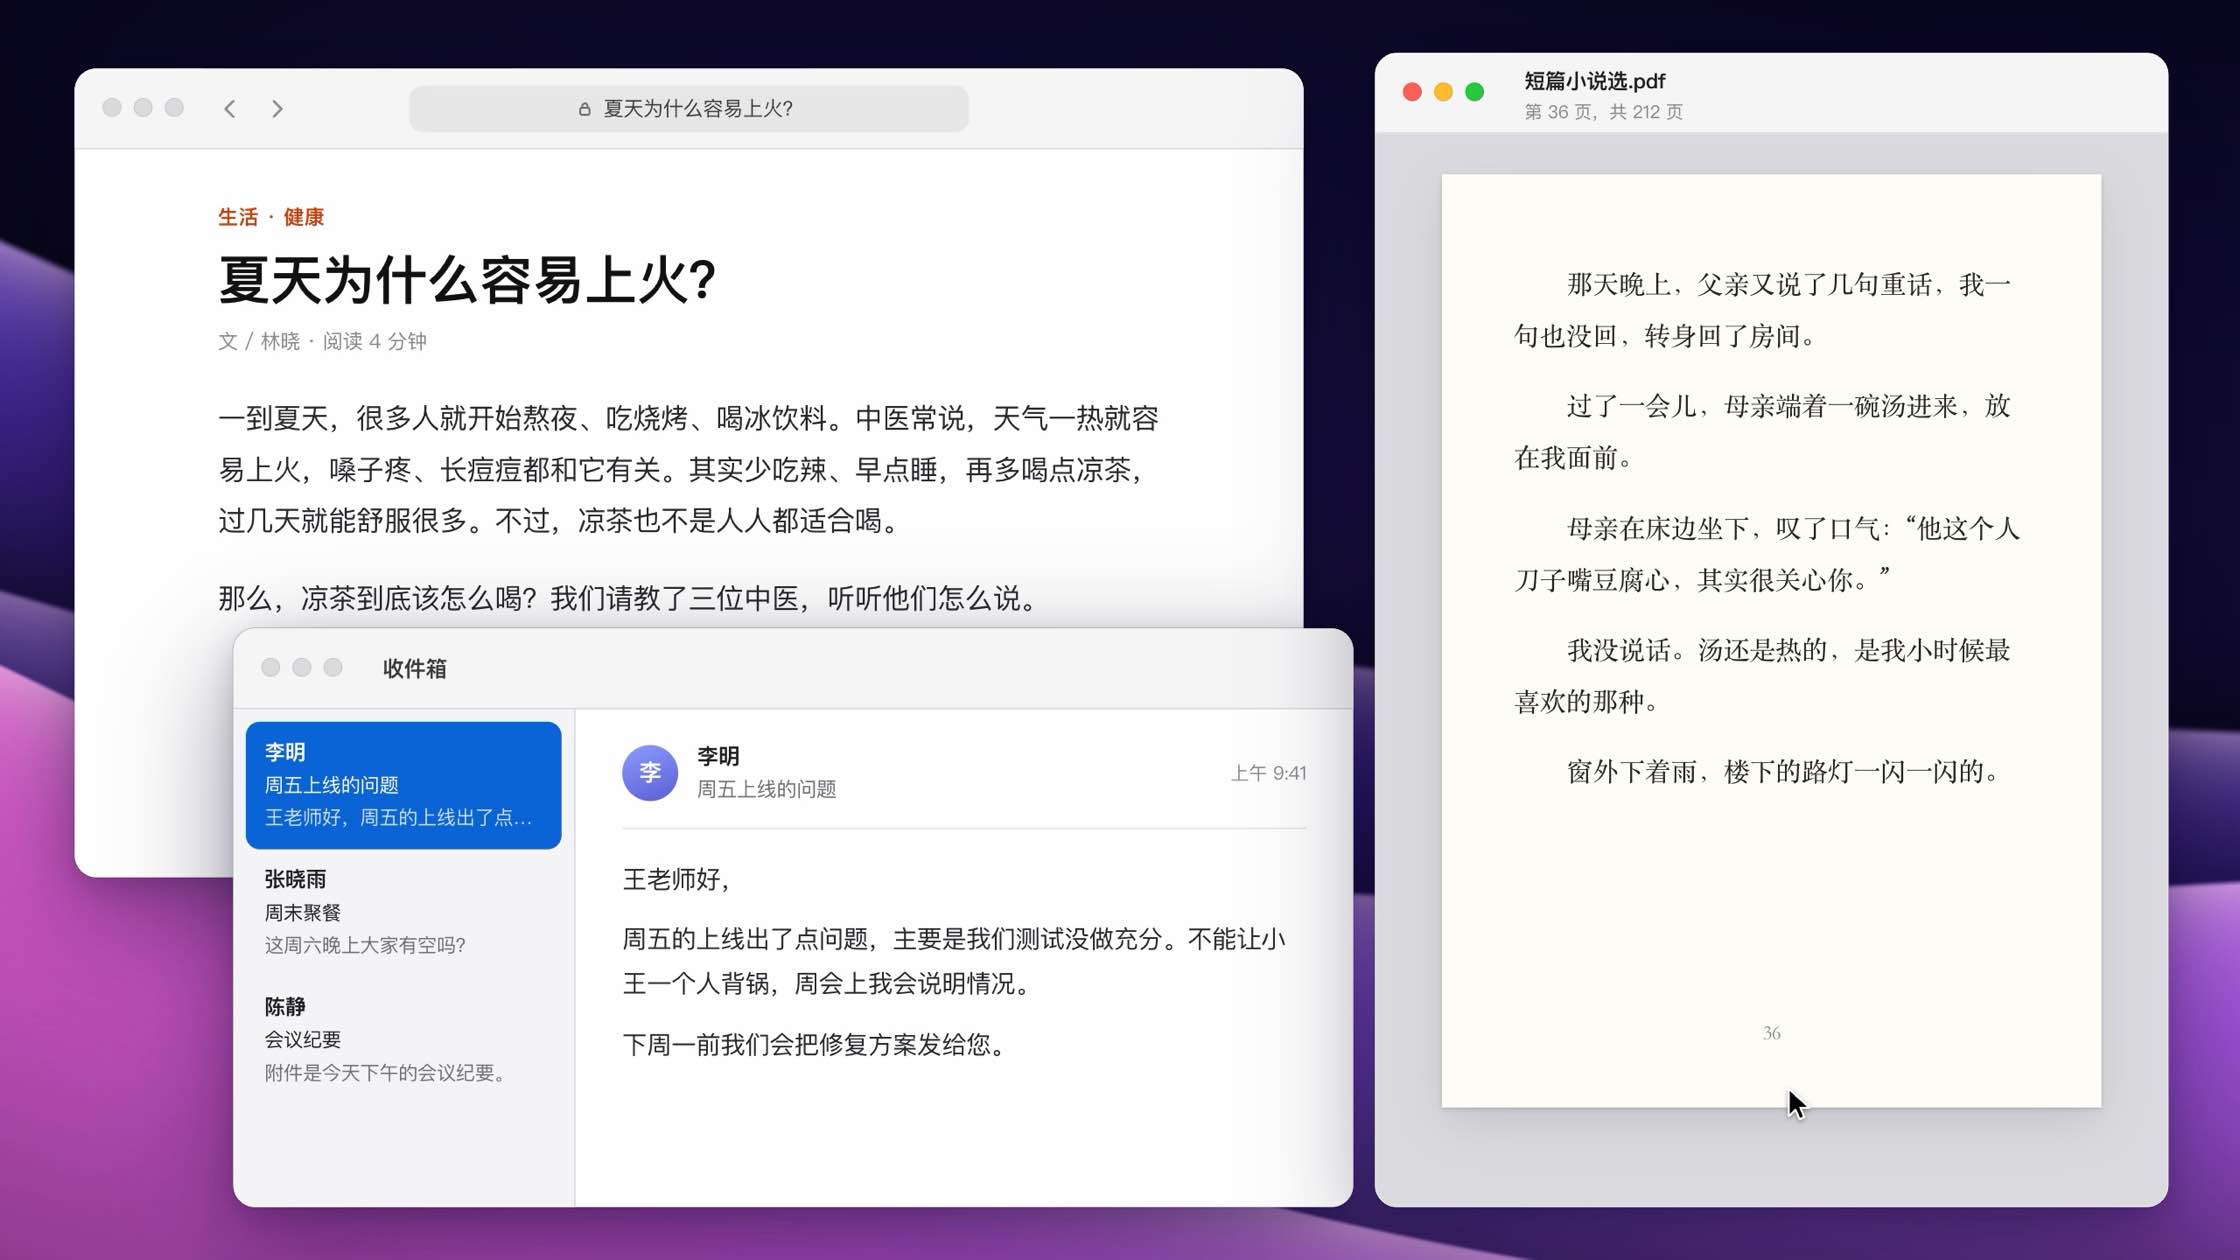 夏天为什么容易上火?
生活 · 健康
夏天为什么容易上火?
文 / 林晓 · 阅读 4 分钟
一到夏天，很多人就开始熬夜、吃烧烤、喝冰饮料。中医常说，天气一热就容
易上火，嗓子疼、长痘痘都和它有关。其实少吃辣、早点睡，再多喝点凉茶，
过几天就能舒服很多。不过，凉茶也不是人人都适合喝。
那么，凉茶到底该怎么喝？我们请教了三位中医，听听他们怎么说。
收件箱
李明
周五上线的问题
王老师好，周五的上线出了点…
张晓雨
周末聚餐
这周六晚上大家有空吗?
陈静
会议纪要
附件是今天下午的会议纪要。
李
李明
周五上线的问题
上午 9:41
王老师好，
周五的上线出了点问题，主要是我们测试没做充分。不能让小
王一个人背锅，周会上我会说明情况。
下周一前我们会把修复方案发给您。
短篇小说选.pdf
第 36 页，共 212 页
那天晚上，父亲又说了几句重话，我一
句也没回，转身回了房间。
过了一会儿，母亲端着一碗汤进来，放
在我面前。
母亲在床边坐下，叹了口气：“他这个人
刀子嘴豆腐心，其实很关心你。”
我没说话。汤还是热的，是我小时候最
喜欢的那种。
窗外下着雨，楼下的路灯一闪一闪的。
36